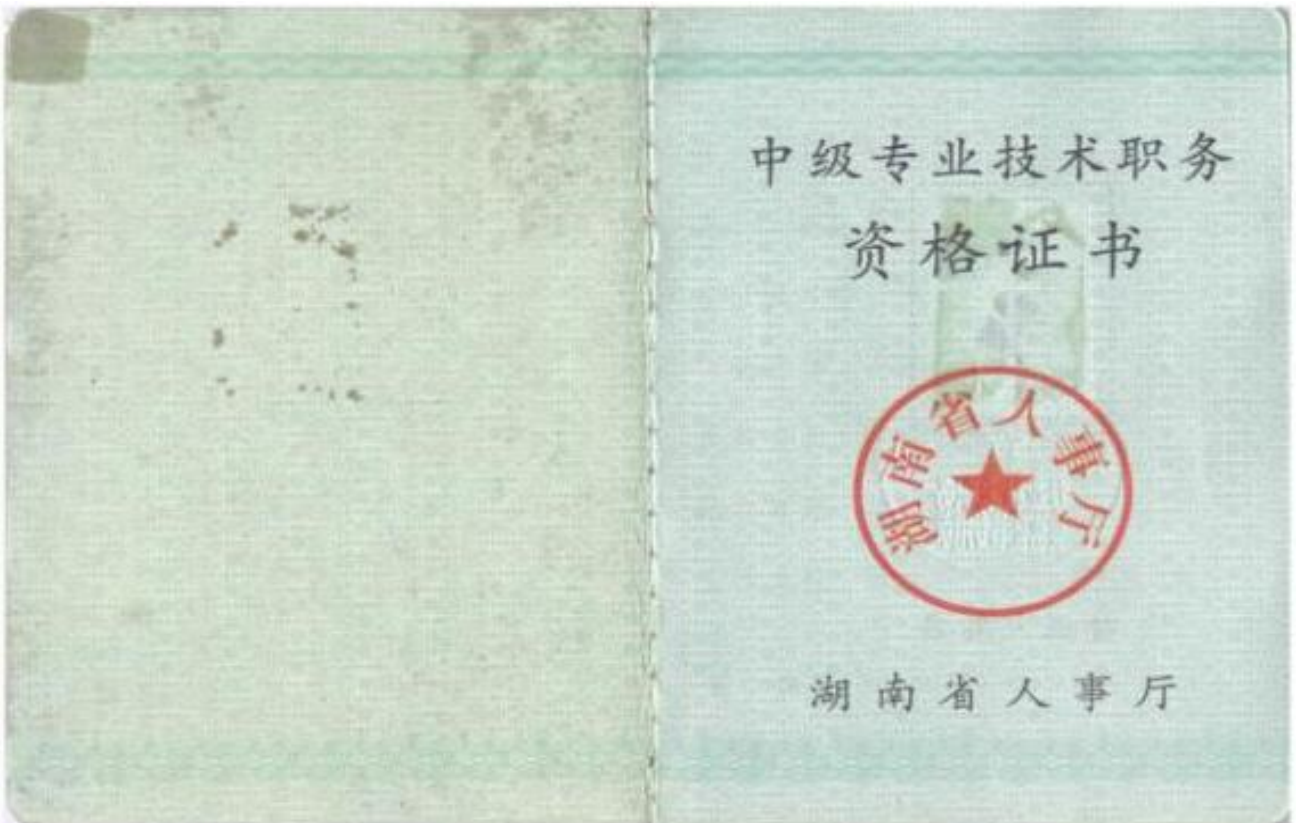 中级专业技术职务
资格证书
湖南省人事厅
湖南省人事厅